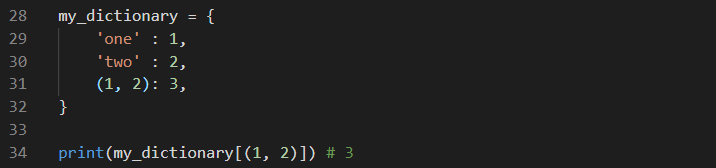 28 my_dictionary = {
29     'one' : 1,
30     'two' : 2,
31     (1, 2): 3,
32 }
33
34 print(my_dictionary[(1, 2)]) # 3